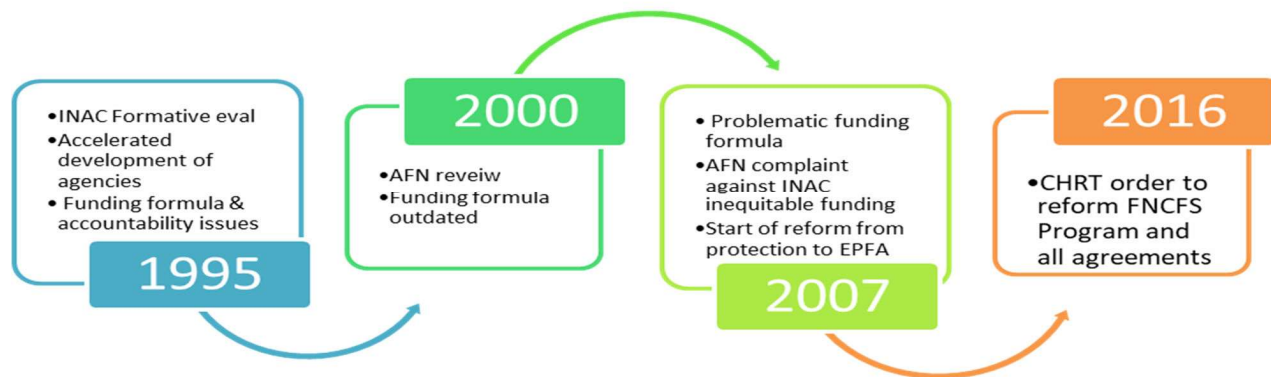 •INAC Formative eval
•Accelerated
development of
agencies
• Funding formula &
accountability issues
1995
2000
•AFN reveiw
•Funding formula
outdated
• Problematic funding
formula
•AFN complaint
against INAC
inequitable funding
•Start of reform from
protection to EPFA
2007
2016
•CHRT order to
reform FNCFS
Program and
all agreements